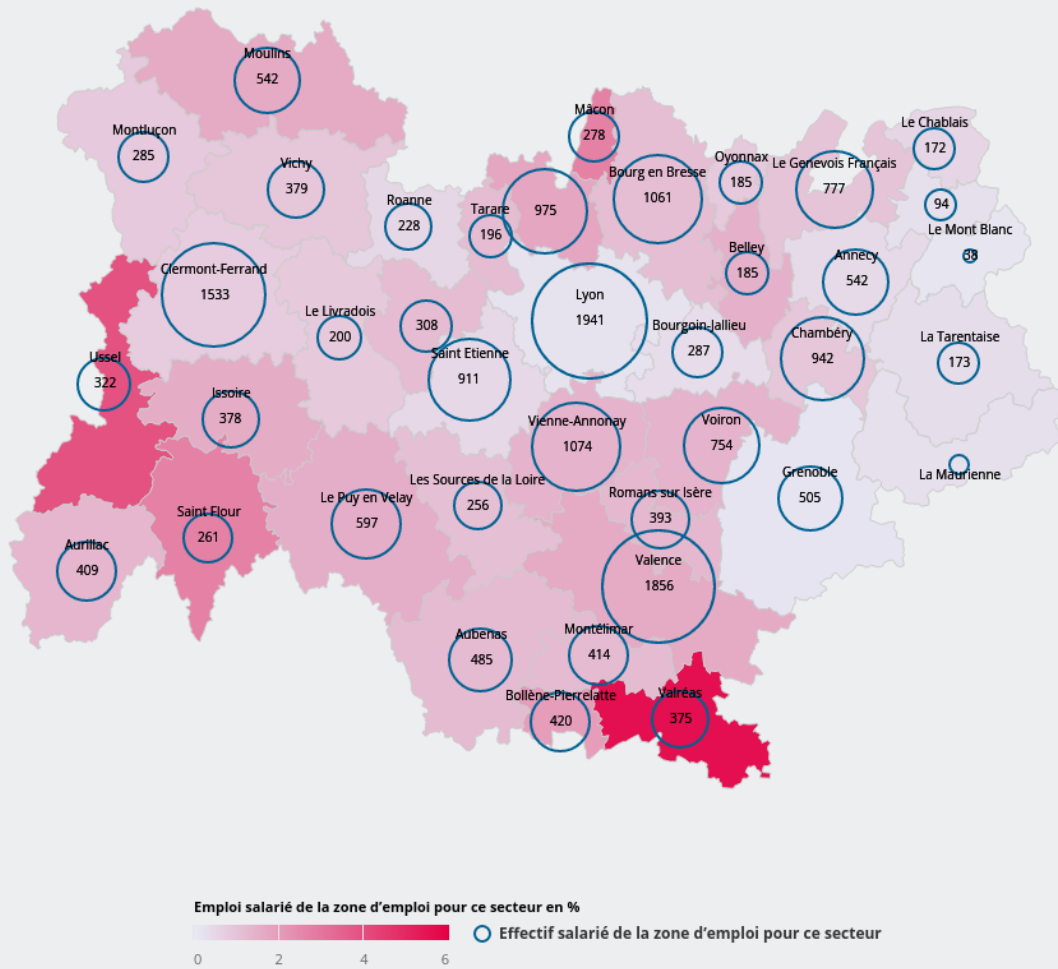 Moulins
542
Mâcon
278
Montluçon
285
Le Chablais
172
Vichy
379
Oyonnax
185
Le Genevois Français
777
Bourg en Bresse
1061
Roanne
228
Tarare
196
975
94
Le Mont Blanc
38
Belley
185
Annecy
542
Clermont-Ferrand
1533
Lyon
1941
Le Livradois
200
308
Bourgoin-Jallieu
287
Chambéry
942
La Tarentaise
173
Saint Etienne
911
Ussel
322
Issoire
378
Vienne-Annonay
1074
Voiron
754
Grenoble
505
La Maurienne
Les Sources de la Loire
256
Le Puy en Velay
597
Romans sur Isère
393
Saint Flour
261
Aurillac
409
Valence
1856
Aubenas
485
Montélimar
414
Bollène-Pierrelatte
420
Valréas
375
Emploi salarié de la zone d'emploi pour ce secteur en %
0 2 4 6
Effectif salarié de la zone d'emploi pour ce secteur